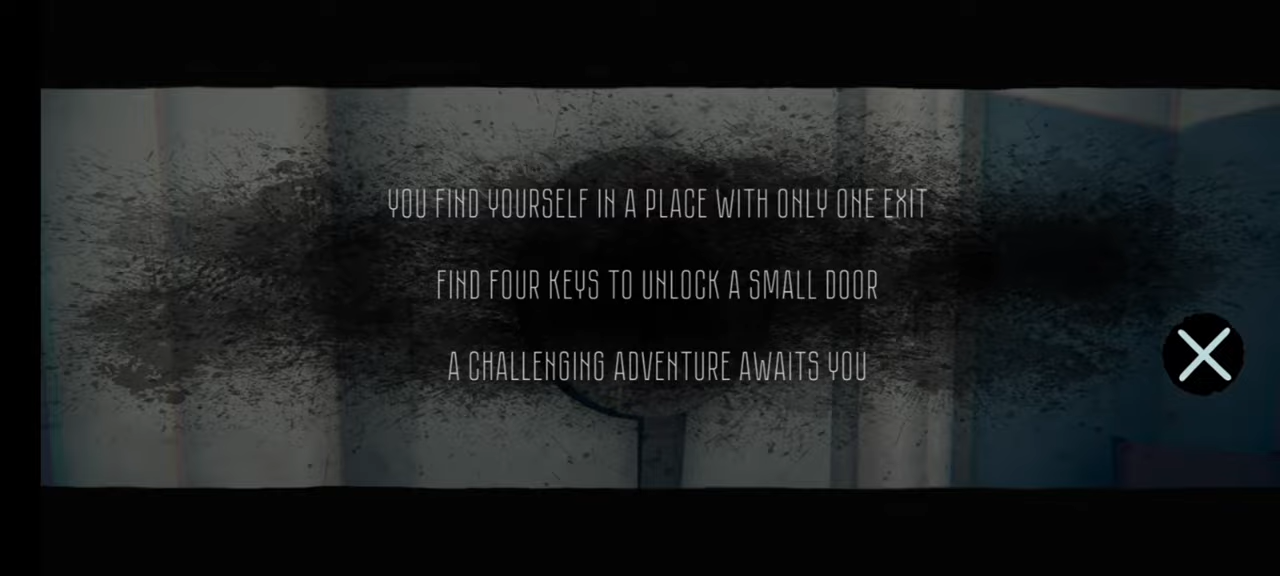 YOU FIND YOURSELF IN A PLACE WITH ONLY ONE EXIT
FIND FOUR KEYS TO UNLOCK A SMALL DOOR
A CHALLENGING ADVENTURE AWAITS YOU